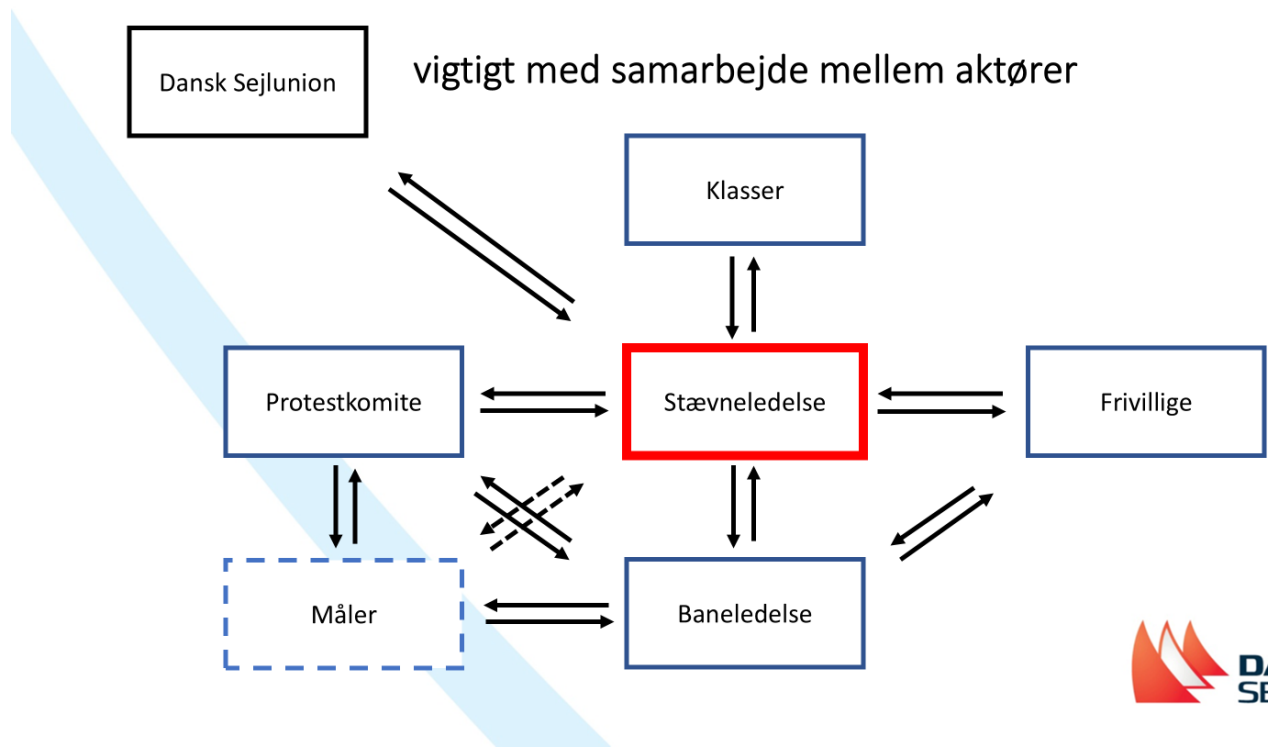 Dansk Sejlunion
vigtigt med samarbejde mellem aktører
Klasser
Protestkomite
Stævneledelse
Frivillige
Måler
Baneledelse